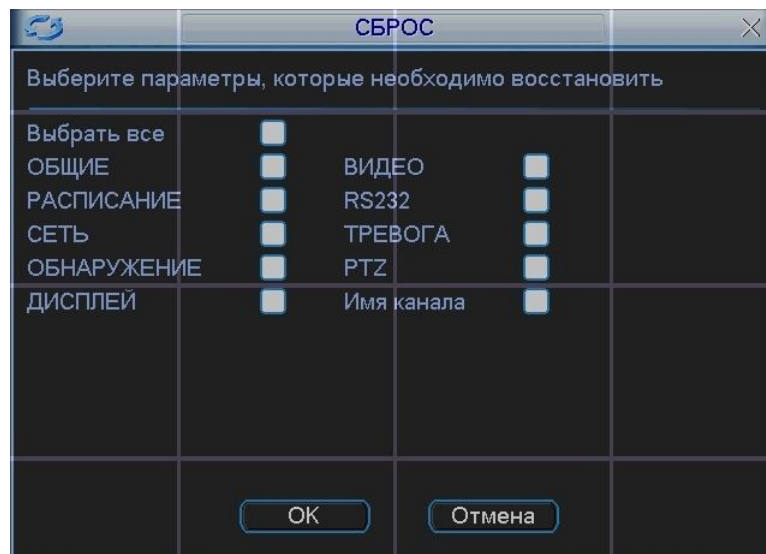 СБРОС
Выберите параметры, которые необходимо восстановить
Выбрать все
ОБЩИЕ ВИДЕО
РАСПИСАНИЕ RS232
СЕТЬ ТРЕВОГА
ОБНАРУЖЕНИЕ PTZ
ДИСПЛЕЙ Имя канала
OK Отмена